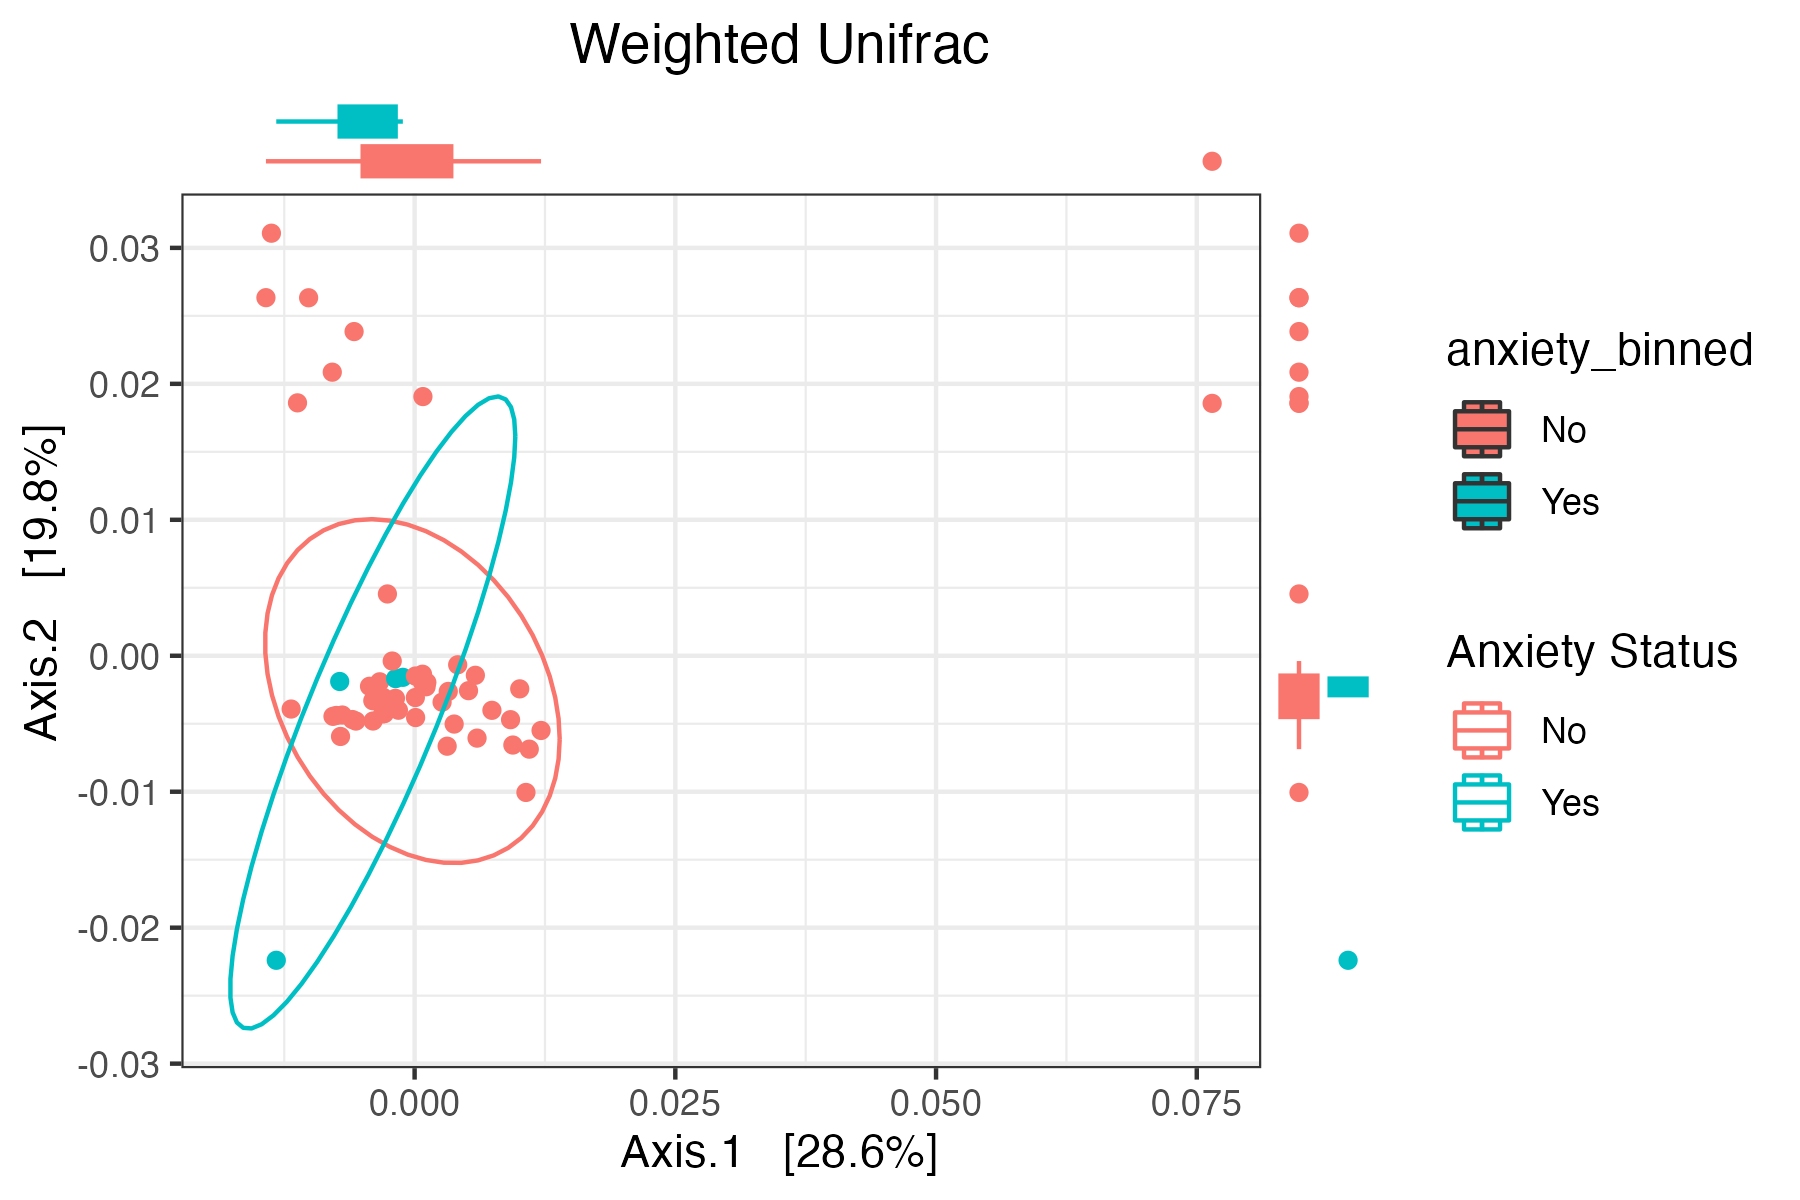 Weighted Unifrac
0.03
0.02
0.01
0.00
-0.01
-0.02
-0.03
Axis.2 [19.8%]
0.000 0.025 0.050 0.075
Axis.1 [28.6%]
anxiety_binned
No
Yes
Anxiety Status
No
Yes